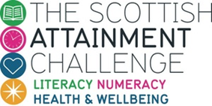 THE SCOTTISH
ATTAINMENT
CHALLENGE
LITERACY NUMERACY
HEALTH & WELLBEING